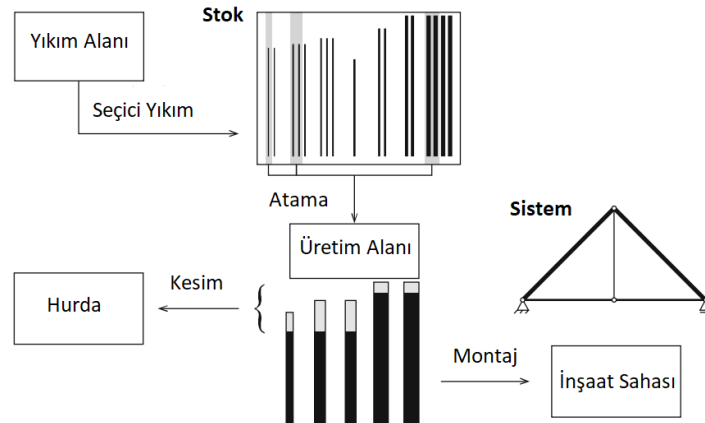 Stok
Yıkım Alanı
Seçici Yıkım
Atama
Sistem
Üretim Alanı
Kesim
Hurda
Montaj
İnşaat Sahası